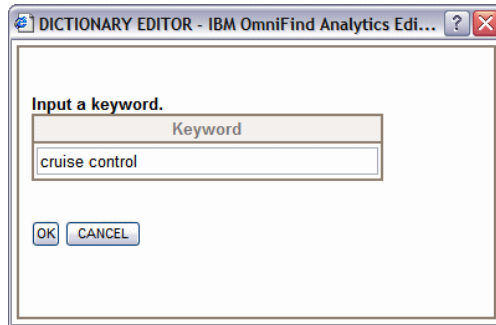 DICTIONARY EDITOR - IBM OmniFind Analytics Edi... ?
Input a keyword.
Keyword
cruise control
OK CANCEL